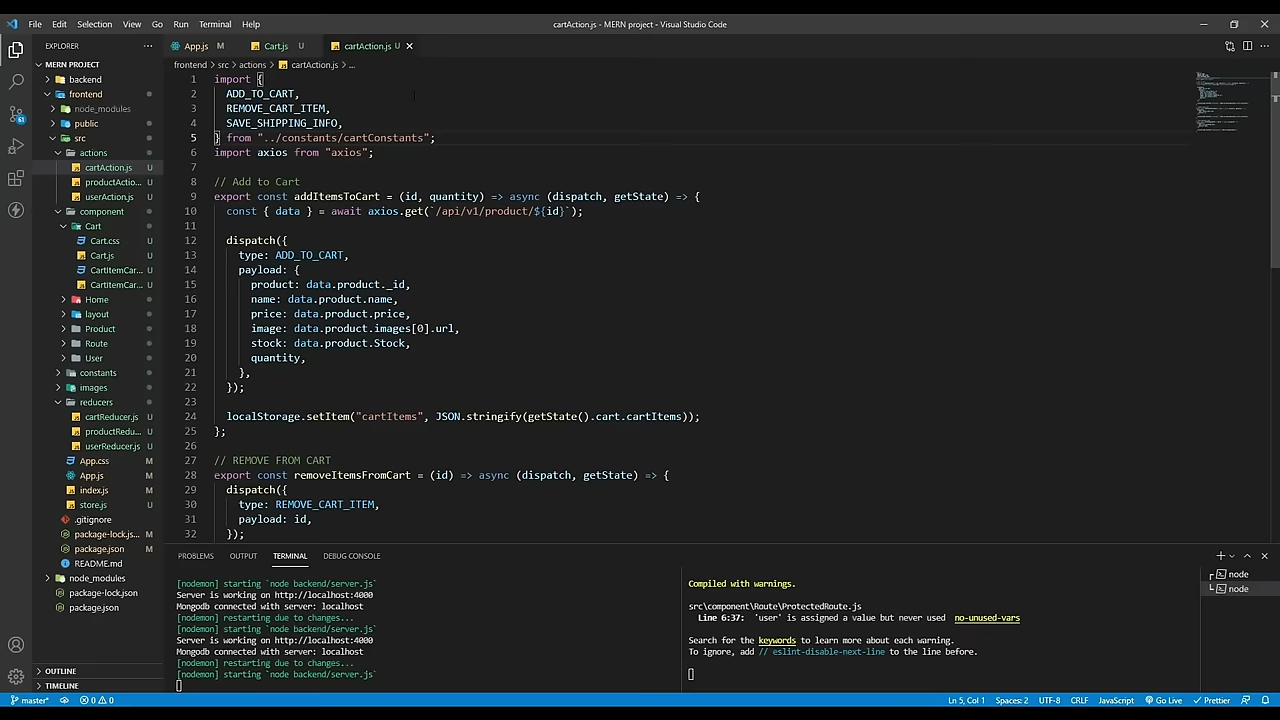 File Edit Selection View Go Run Terminal Help
cartAction.js - MERN project - Visual Studio Code
EXPLORER
MERN PROJECT
backend
frontend
node_modules
public
src
actions
cartAction.js U
productActio... U
userAction.js U
component
Cart
Cart.css U
Cart.js U
CartItemCar... U
CartitemCar... U
Home
layout
Product
Route
User
constants
images
reducers
cartReducer.js U
productRedu... U
userReducer.js U
App.css M
App.js M
index.js M
store.js U
.gitignore
package-lock.js... M
package.json M
README.md
node_modules
package-lock.json
package.json
OUTLINE
TIMELINE
App.js M Cart.js U cartAction.js U
frontend > src > actions > cartAction.js > ...
1 import {
2 ADD_TO_CART,
3 REMOVE_CART_ITEM,
4 SAVE_SHIPPING_INFO,
5 } from "../constants/cartConstants";
6 import axios from "axios";
7
8 // Add to Cart
9 export const addItemsToCart = (id, quantity) => async (dispatch, getState) => {
10 const { data } = await axios.get(`/api/v1/product/${id}`);
11
12 dispatch({
13 type: ADD_TO_CART,
14 payload: {
15 product: data.product._id,
16 name: data.product.name,
17 price: data.product.price,
18 image: data.product.images[0].url,
19 stock: data.product.Stock,
20 quantity,
21 },
22 });
23
24 localStorage.setItem("cartItems", JSON.stringify(getState().cart.cartItems));
25 };
26
27 // REMOVE FROM CART
28 export const removeItemsFromCart = (id) => async (dispatch, getState) => {
29 dispatch({
30 type: REMOVE_CART_ITEM,
31 payload: id,
32 });
PROBLEMS OUTPUT TERMINAL DEBUG CONSOLE
[nodemon] starting `node backend/server.js`
Server is working on http://localhost:4000
Mongodb connected with server: localhost
[nodemon] restarting due to changes...
[nodemon] starting `node backend/server.js`
Server is working on http://localhost:4000
Mongodb connected with server: localhost
[nodemon] restarting due to changes...
[nodemon] starting `node backend/server.js`
Compiled with warnings.
src\component\Route\ProtectedRoute.js
Line 6:37: 'user' is assigned a value but never used no-unused-vars
Search for the keywords to learn more about each warning.
To ignore, add // eslint-disable-next-line to the line before.
node
node
61
master* 0 0 Ln 5, Col 1 Spaces: 2 UTF-8 CRLF JavaScript Go Live Prettier